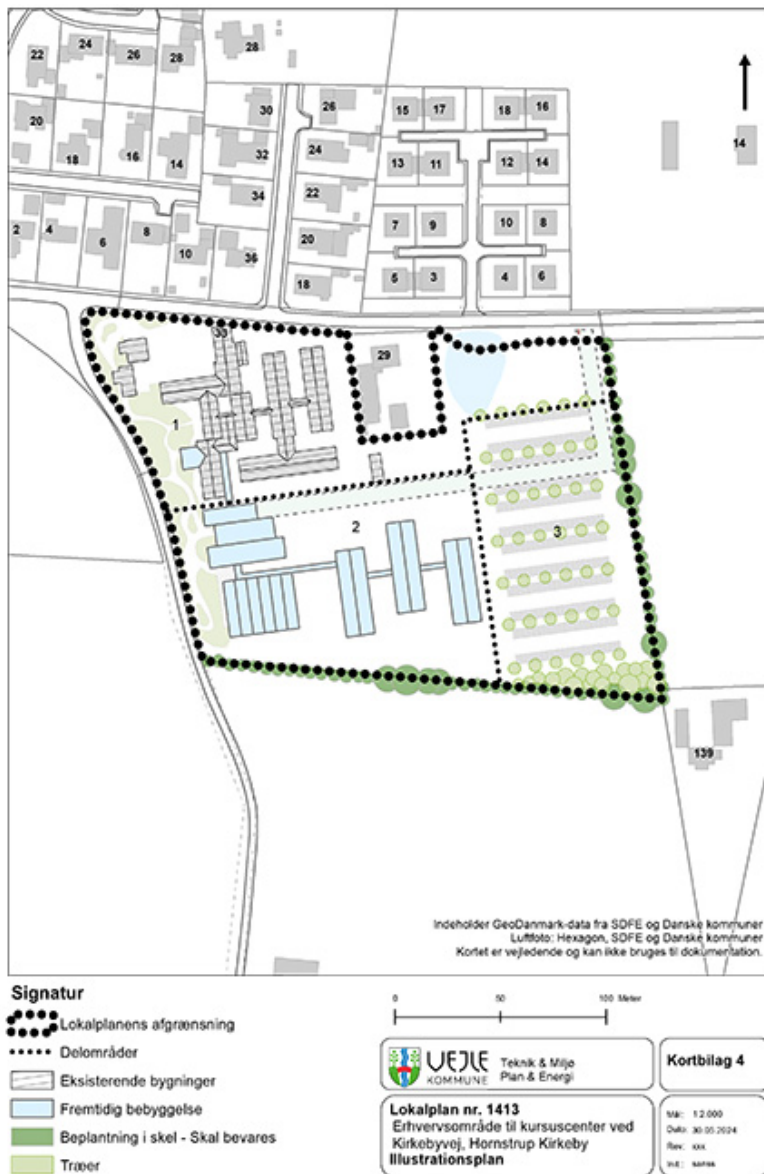 28
24
22
26
28
30
26
15
17
18
16
14
20
18
16
14
32
24
13
11
12
14
34
22
7
9
10
8
2
4
6
8
10
36
20
18
5
3
4
6
29
1
2
3
139
Indeholder GeoDanmark-data fra SDFE og Danske kommuner
Luftfoto: Hexagon, SDFE og Danske kommuner
Kortet er vejledende og kan ikke bruges til dokumentation.
Signatur
Lokalplanens afgrænsning
Delområder
Eksisterende bygninger
Fremtidig bebyggelse
Beplantning i skel - Skal bevares
Træer
0 50 100 Meter
VEJLE
KOMMUNE
Teknik & Miljø
Plan & Energi
Kortbilag 4
Lokalplan nr. 1413
Erhvervsområde til kursuscenter ved
Kirkebyvej, Hornstrup Kirkeby
Illustrationsplan
Mål: 1:2.000
Dato: 30.05.2024
Rev: xxx
Init.: